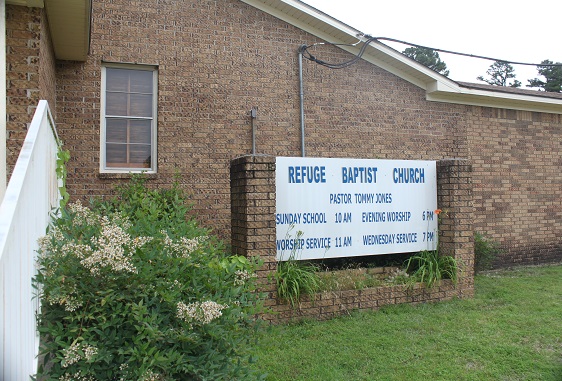 REFUGE BAPTIST CHURCH
PASTOR TOMMY JONES
SUNDAY SCHOOL 10 AM EVENING WORSHIP 6 PM
WORSHIP SERVICE 11 AM WEDNESDAY SERVICE 7 PM